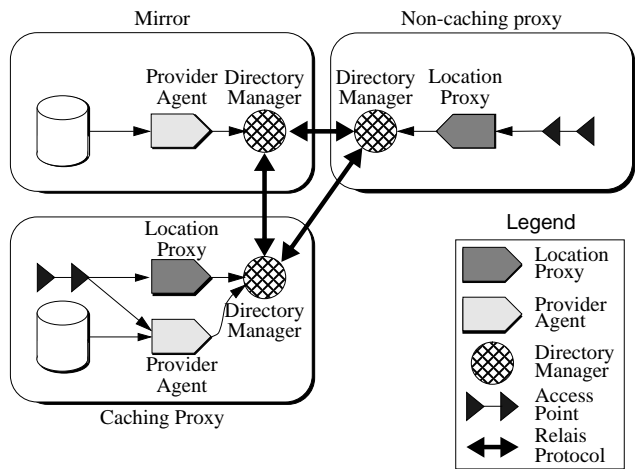 Mirror
Non-caching proxy
Provider
Agent
Directory
Manager
Directory
Manager
Location
Proxy
Location
Proxy
Directory
Manager
Provider
Agent
Caching Proxy
Legend
Location
Proxy
Provider
Agent
Directory
Manager
Access
Point
Relais
Protocol